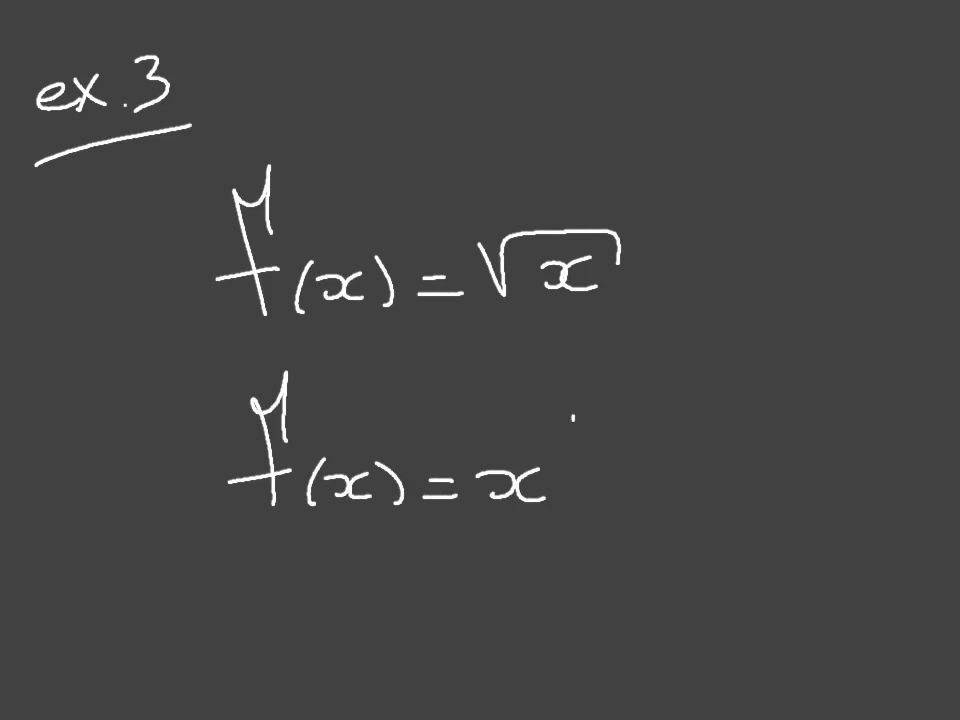 ex.3
f(x) = √x
f(x) = x